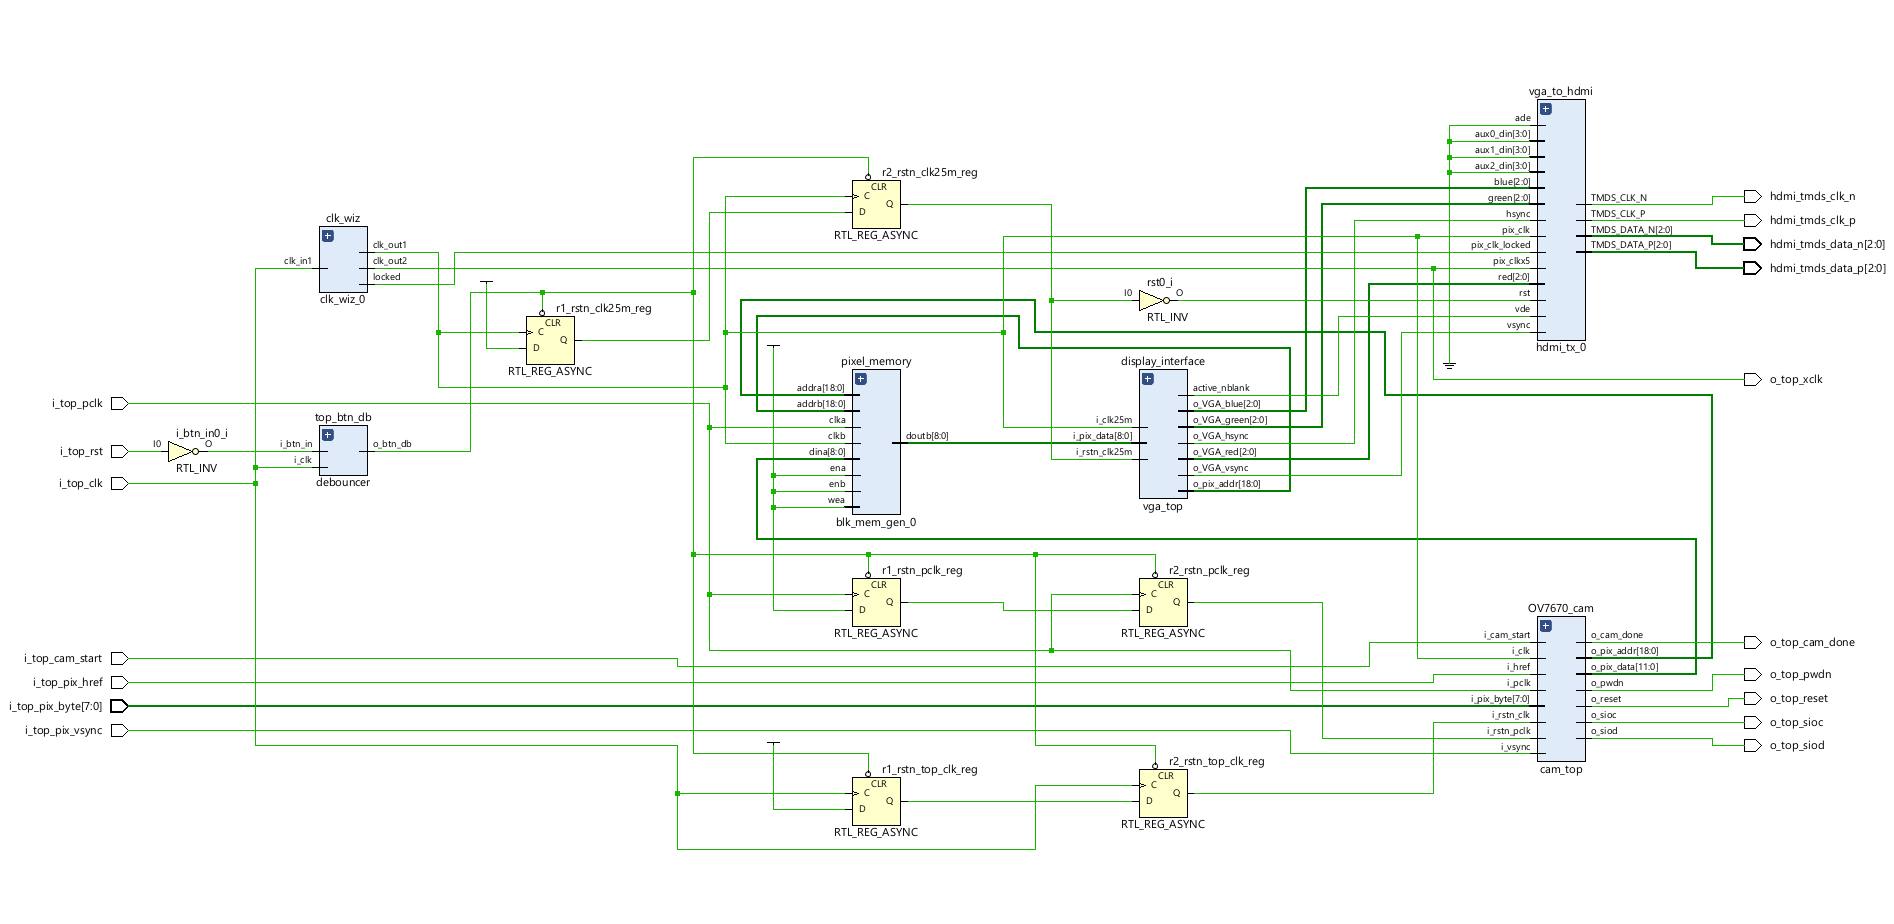 vga_to_hdmi
ade
aux0_din[3:0]
aux1_din[3:0]
aux2_din[3:0]
blue[2:0]
green[2:0]
hsync
pix_clk
pix_clk_locked
pix_clkx5
red[2:0]
rst
vde
vsync
TMDS_CLK_N
TMDS_CLK_P
TMDS_DATA_N[2:0]
TMDS_DATA_P[2:0]
hdmi_tx_0
hdmi_tmds_clk_n
hdmi_tmds_clk_p
hdmi_tmds_data_n[2:0]
hdmi_tmds_data_p[2:0]
r2_rstn_clk25m_reg
CLR
C
D
Q
RTL_REG_ASYNC
clk_wiz
clk_in1
clk_out1
clk_out2
locked
clk_wiz_0
r1_rstn_clk25m_reg
CLR
C
D
Q
RTL_REG_ASYNC
rst0_i
I0
O
RTL_INV
pixel_memory
addra[18:0]
addrb[18:0]
clka
clkb
dina[8:0]
ena
enb
wea
doutb[8:0]
blk_mem_gen_0
display_interface
i_clk25m
i_pix_data[8:0]
i_rstn_clk25m
active_nblank
o_VGA_blue[2:0]
o_VGA_green[2:0]
o_VGA_hsync
o_VGA_red[2:0]
o_VGA_vsync
o_pix_addr[18:0]
vga_top
o_top_xclk
i_top_pclk
i_top_rst
i_top_clk
i_btn_in0_i
I0
O
RTL_INV
top_btn_db
i_btn_in
i_clk
o_btn_db
debouncer
r1_rstn_pclk_reg
CLR
C
D
Q
RTL_REG_ASYNC
r2_rstn_pclk_reg
CLR
C
D
Q
RTL_REG_ASYNC
i_top_cam_start
i_top_pix_href
i_top_pix_byte[7:0]
i_top_pix_vsync
OV7670_cam
i_cam_start
i_clk
i_href
i_pclk
i_pix_byte[7:0]
i_rstn_clk
i_rstn_pclk
i_vsync
o_cam_done
o_pix_addr[18:0]
o_pix_data[11:0]
o_pwdn
o_reset
o_sioc
o_siod
cam_top
o_top_cam_done
o_top_pwdn
o_top_reset
o_top_sioc
o_top_siod
r1_rstn_top_clk_reg
CLR
C
D
Q
RTL_REG_ASYNC
r2_rstn_top_clk_reg
CLR
C
D
Q
RTL_REG_ASYNC